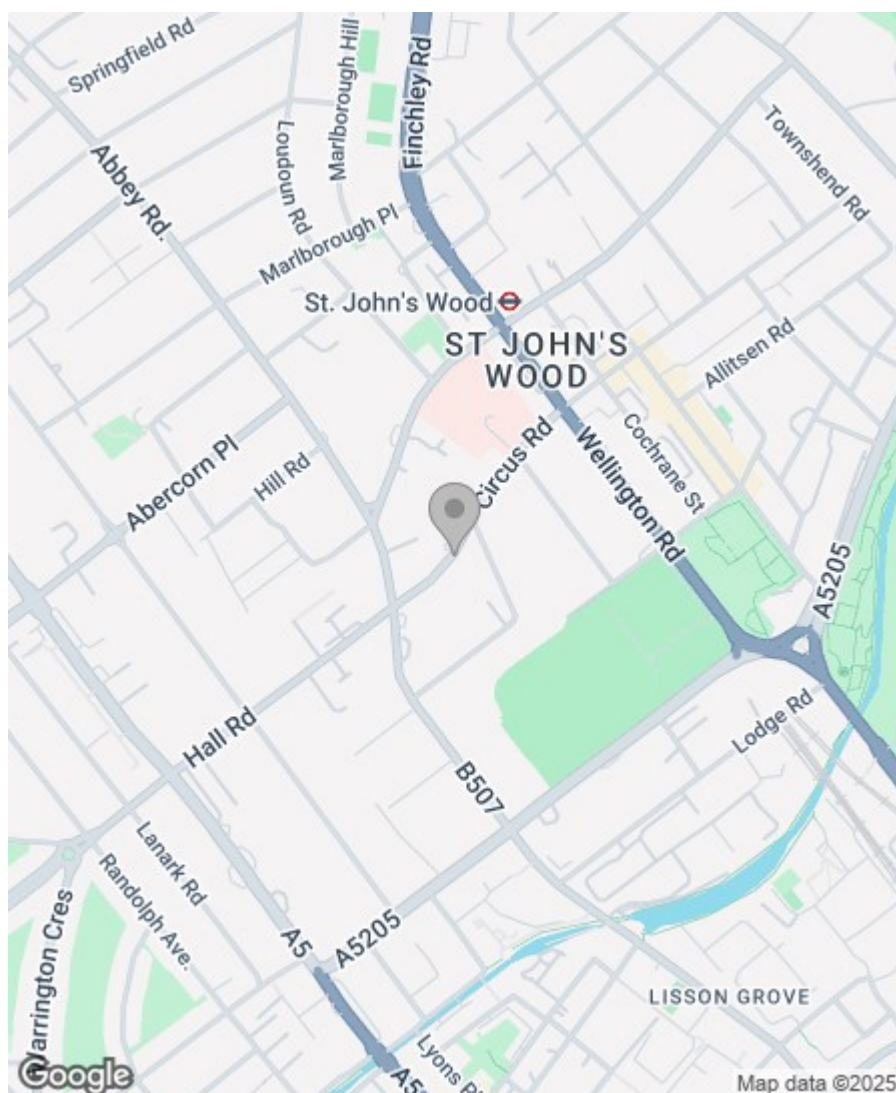 Springfield Rd
Marlborough Hill
Finchley Rd
Townshend Rd
Abbey Rd.
Loudoun Rd
Marlborough Pl
St. John's Wood
ST JOHN'S
WOOD
Allitsen Rd
Circus Rd
Cochrane St
Hill Rd
Abercorn Pl
Wellington Rd
A5205
Hall Rd
Lodge Rd
B507
Lanark Rd
Randolph Ave.
A5
A5205
Warrington Cres
LISSON GROVE
Lyons Pl
Google
Map data ©2025